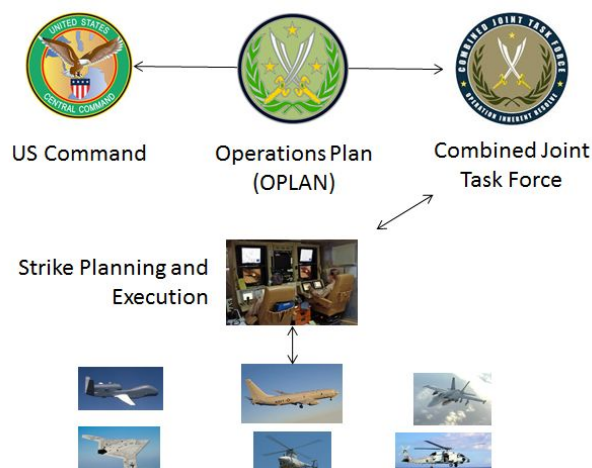 UNITED STATES
CENTRAL COMMAND
COMBINED JOINT TASK FORCE
OPERATION INHERENT RESOLVE
US Command
Operations Plan
(OPLAN)
Combined Joint
Task Force
Strike Planning and
Execution